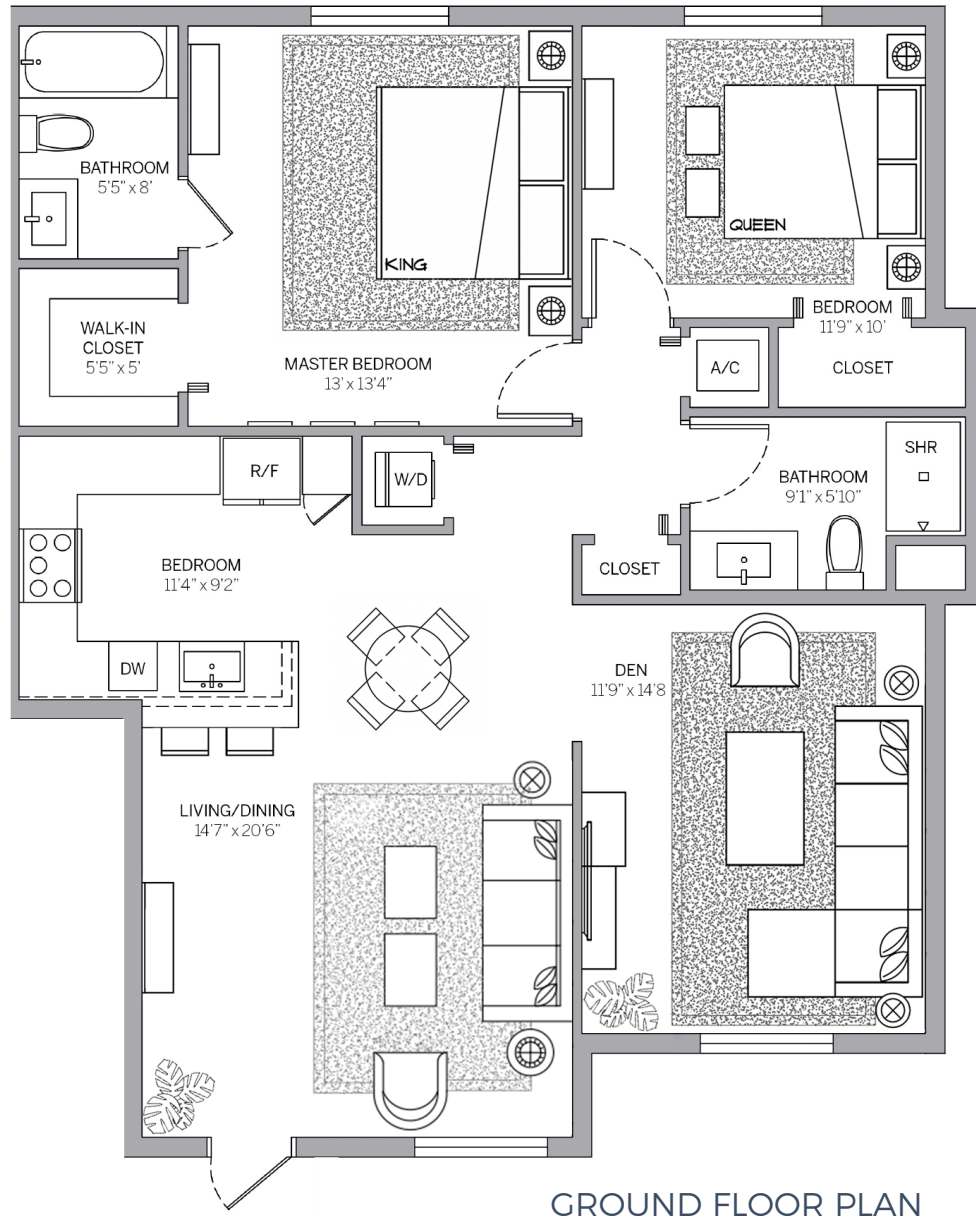 BATHROOM
5'5" x 8'
KING
QUEEN
WALK-IN
CLOSET
5'5" x 5'
MASTER BEDROOM
13' x 13'4"
BEDROOM
11'9" x 10'
A/C
CLOSET
R/F
W/D
BATHROOM
9'1" x 5'10"
SHR
BEDROOM
11'4" x 9'2"
CLOSET
DW
DEN
11'9" x 14'8
LIVING/DINING
14'7" x 20'6"
GROUND FLOOR PLAN